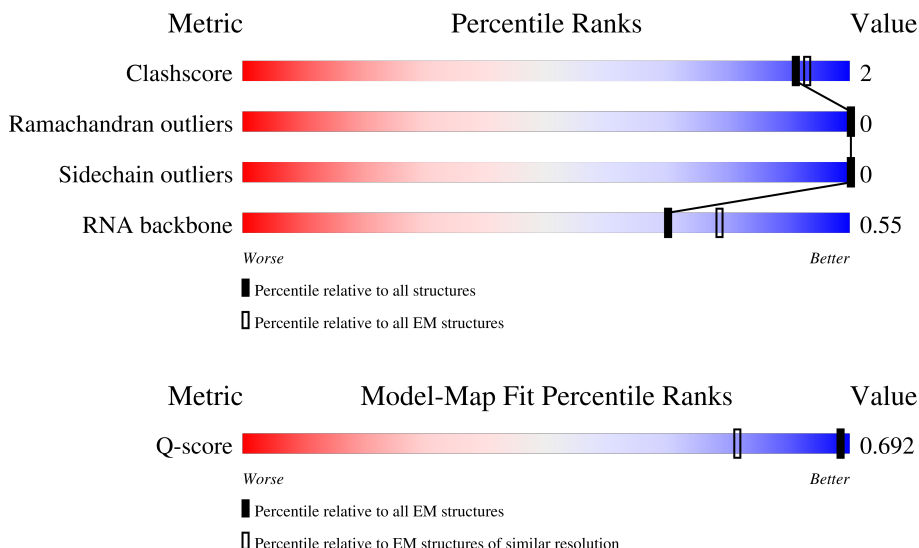 Metric Percentile Ranks Value
Clashscore 2
Ramachandran outliers 0
Sidechain outliers 0
RNA backbone 0.55
Worse Better
Percentile relative to all structures
Percentile relative to all EM structures
Metric Model-Map Fit Percentile Ranks Value
Q-score 0.692
Worse Better
Percentile relative to all EM structures
Percentile relative to EM structures of similar resolution